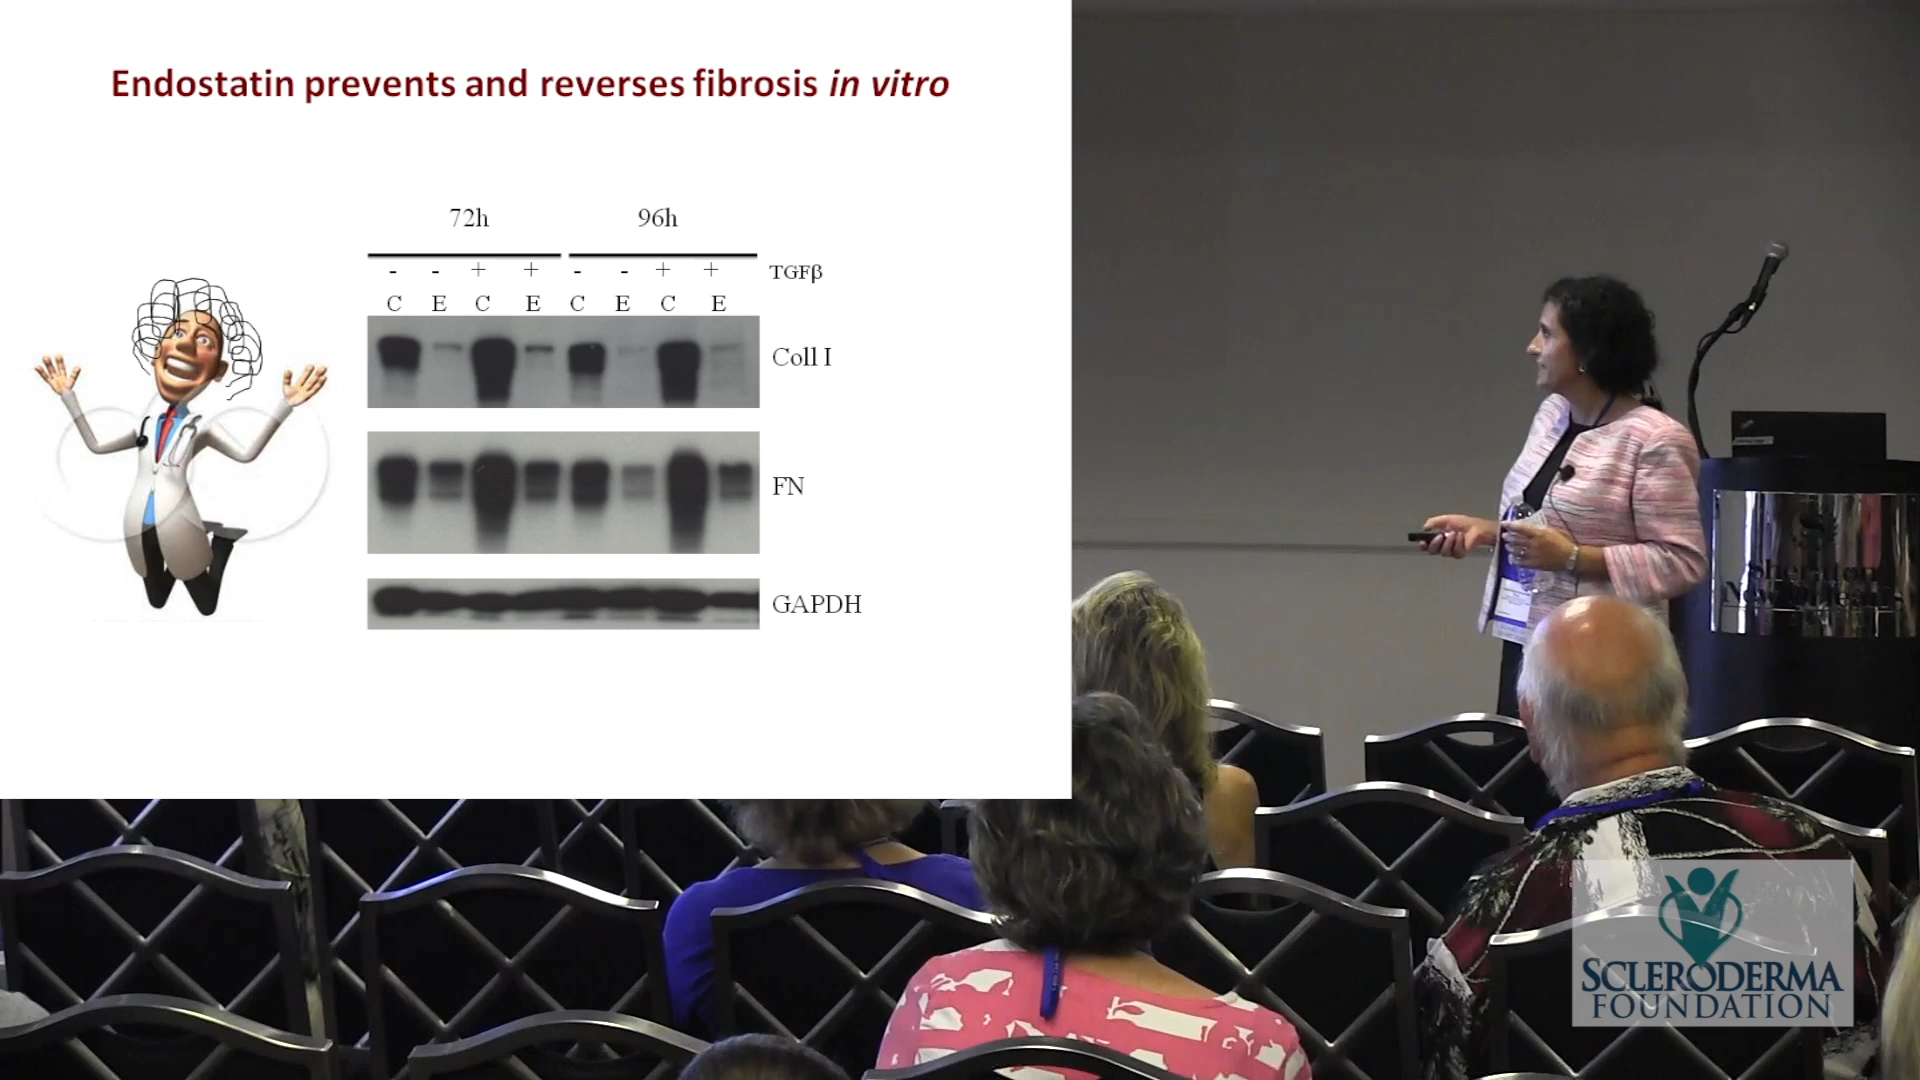 Endostatin prevents and reverses fibrosis in vitro
72h 96h
- - + + - - + + TGFβ
C E C E C E C E
Coll I
FN
GAPDH
SCLERODERMA
FOUNDATION